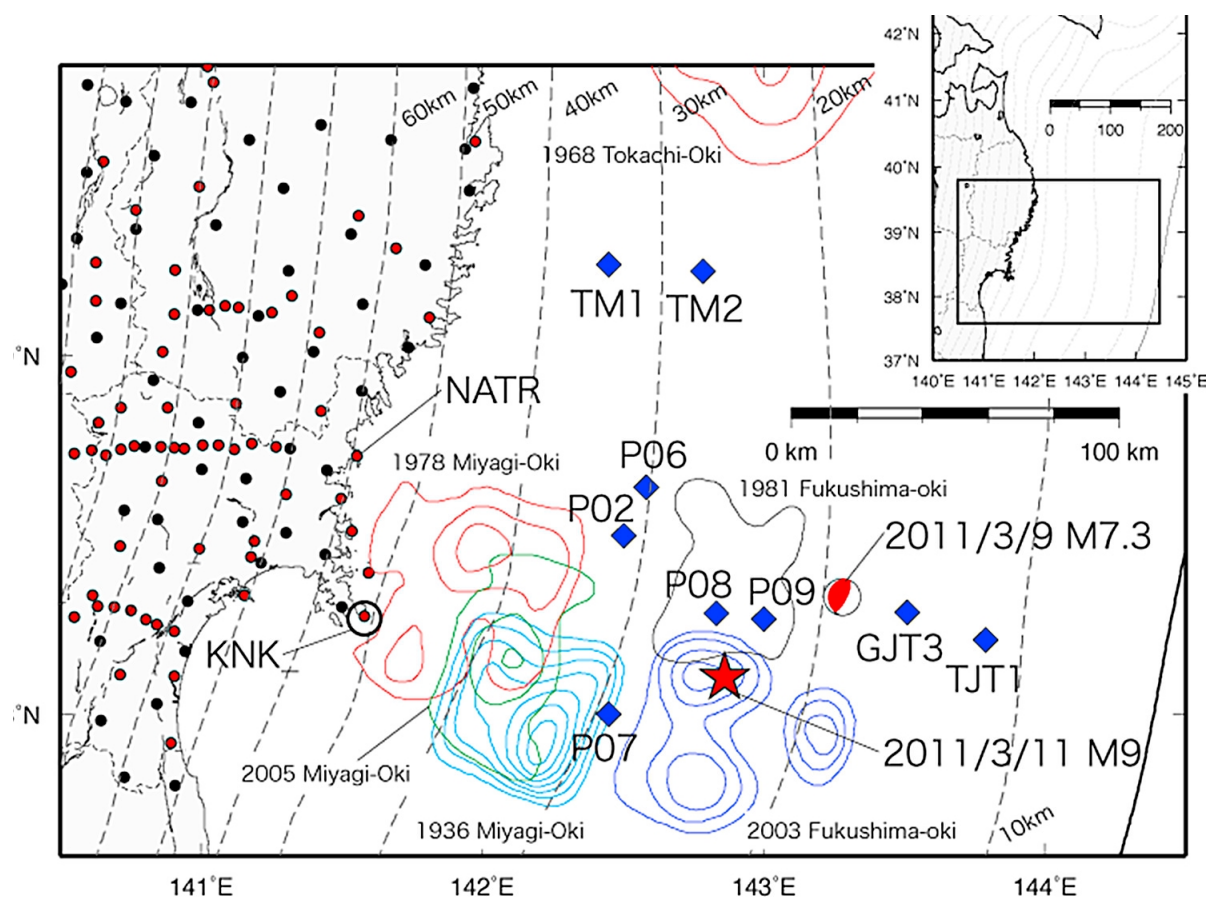 42°N
41°N
0 100 200
40°N
39°N
38°N
37°N
140°E 141°E 142°E 143°E 144°E 145°E
60km
50km
40km
30km
20km
1968 Tokachi-Oki
TM1
TM2
°N
NATR
0 km
100 km
1978 Miyagi-Oki
P06
1981 Fukushima-oki
P02
2011/3/9 M7.3
P08
P09
KNK_
GJT3
TJT1
°N
P07
2011/3/11 M9
2005 Miyagi-Oki
1936 Miyagi-Oki
2003 Fukushima-oki
10km
141°E
142°E
143°E
144°E